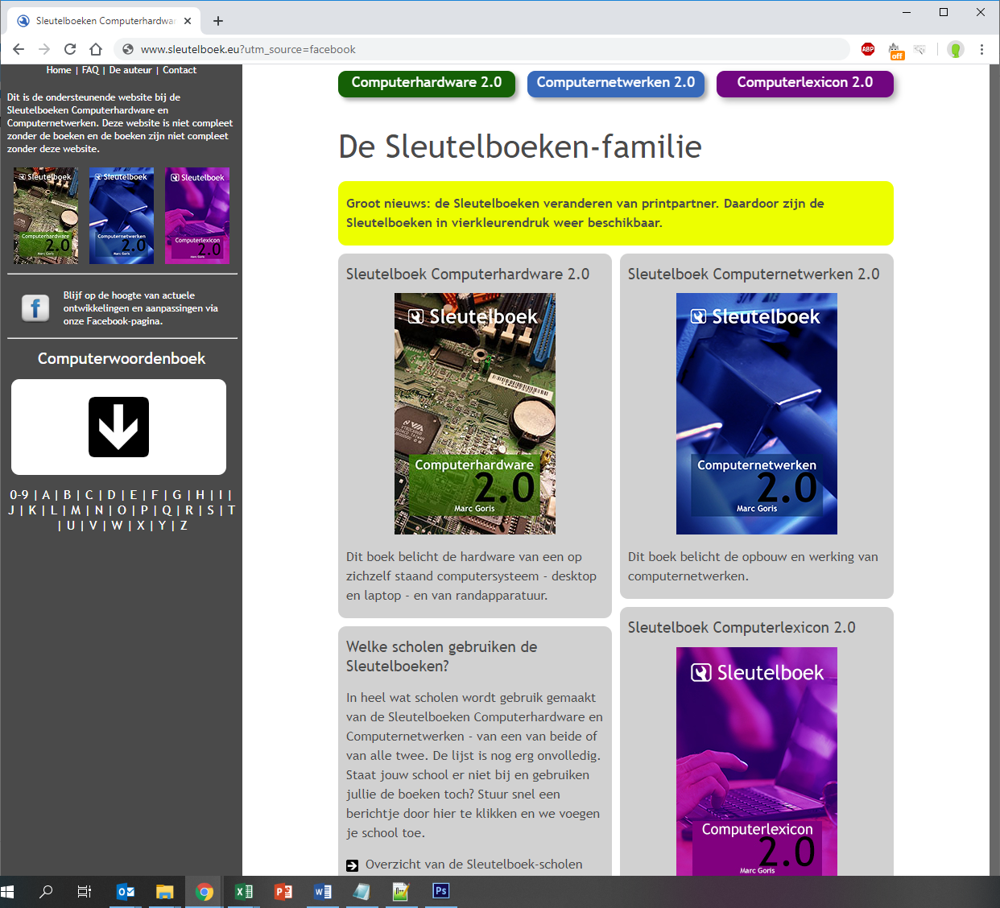 Sleutelboeken Computerhardwar
www.sleutelboek.eu?utm_source=facebook
ABP
off
Home | FAQ | De auteur | Contact
Dit is de ondersteunende website bij de
Sleutelboeken Computerhardware en
Computernetwerken. Deze website is niet compleet
zonder de boeken en de boeken zijn niet compleet
zonder deze website.
Sleutelboek
Computerhardware
2.0
Marc Goris
Sleutelboek
Computernetwerken
2.0
Marc Goris
Sleutelboek
Computerlexicon
2.0
Marc Goris
Blijf op de hoogte van actuele
ontwikkelingen en aanpassingen via
onze Facebook-pagina.
Computerwoordenboek
0-9 | A | B | C | D | E | F | G | H | I |
J | K | L | M | N | O | P | Q | R | S | T
| U | V | W | X | Y | Z
Computerhardware 2.0
Computernetwerken 2.0
Computerlexicon 2.0
De Sleutelboeken-familie
Groot nieuws: de Sleutelboeken veranderen van printpartner. Daardoor zijn de
Sleutelboeken in vierkleurendruk weer beschikbaar.
Sleutelboek Computerhardware 2.0
Sleutelboek
VIA
Computerhardware
2.0
Marc Goris
Dit boek belicht de hardware van een op
zichzelf staand computersysteem - desktop
en laptop - en van randapparatuur.
Welke scholen gebruiken de
Sleutelboeken?
In heel wat scholen wordt gebruik gemaakt
van de Sleutelboeken Computerhardware en
Computernetwerken - van een van beide of
van alle twee. De lijst is nog erg onvolledig.
Staat jouw school er niet bij en gebruiken
jullie de boeken toch? Stuur snel een
berichtje door hier te klikken en we voegen
je school toe.
Overzicht van de Sleutelboek-scholen
Sleutelboek Computernetwerken 2.0
Sleutelboek
Computernetwerken
2.0
Marc Goris
Dit boek belicht de opbouw en werking van
computernetwerken.
Sleutelboek Computerlexicon 2.0
Sleutelboek
Computerlexicon
2.0
Marc Goris